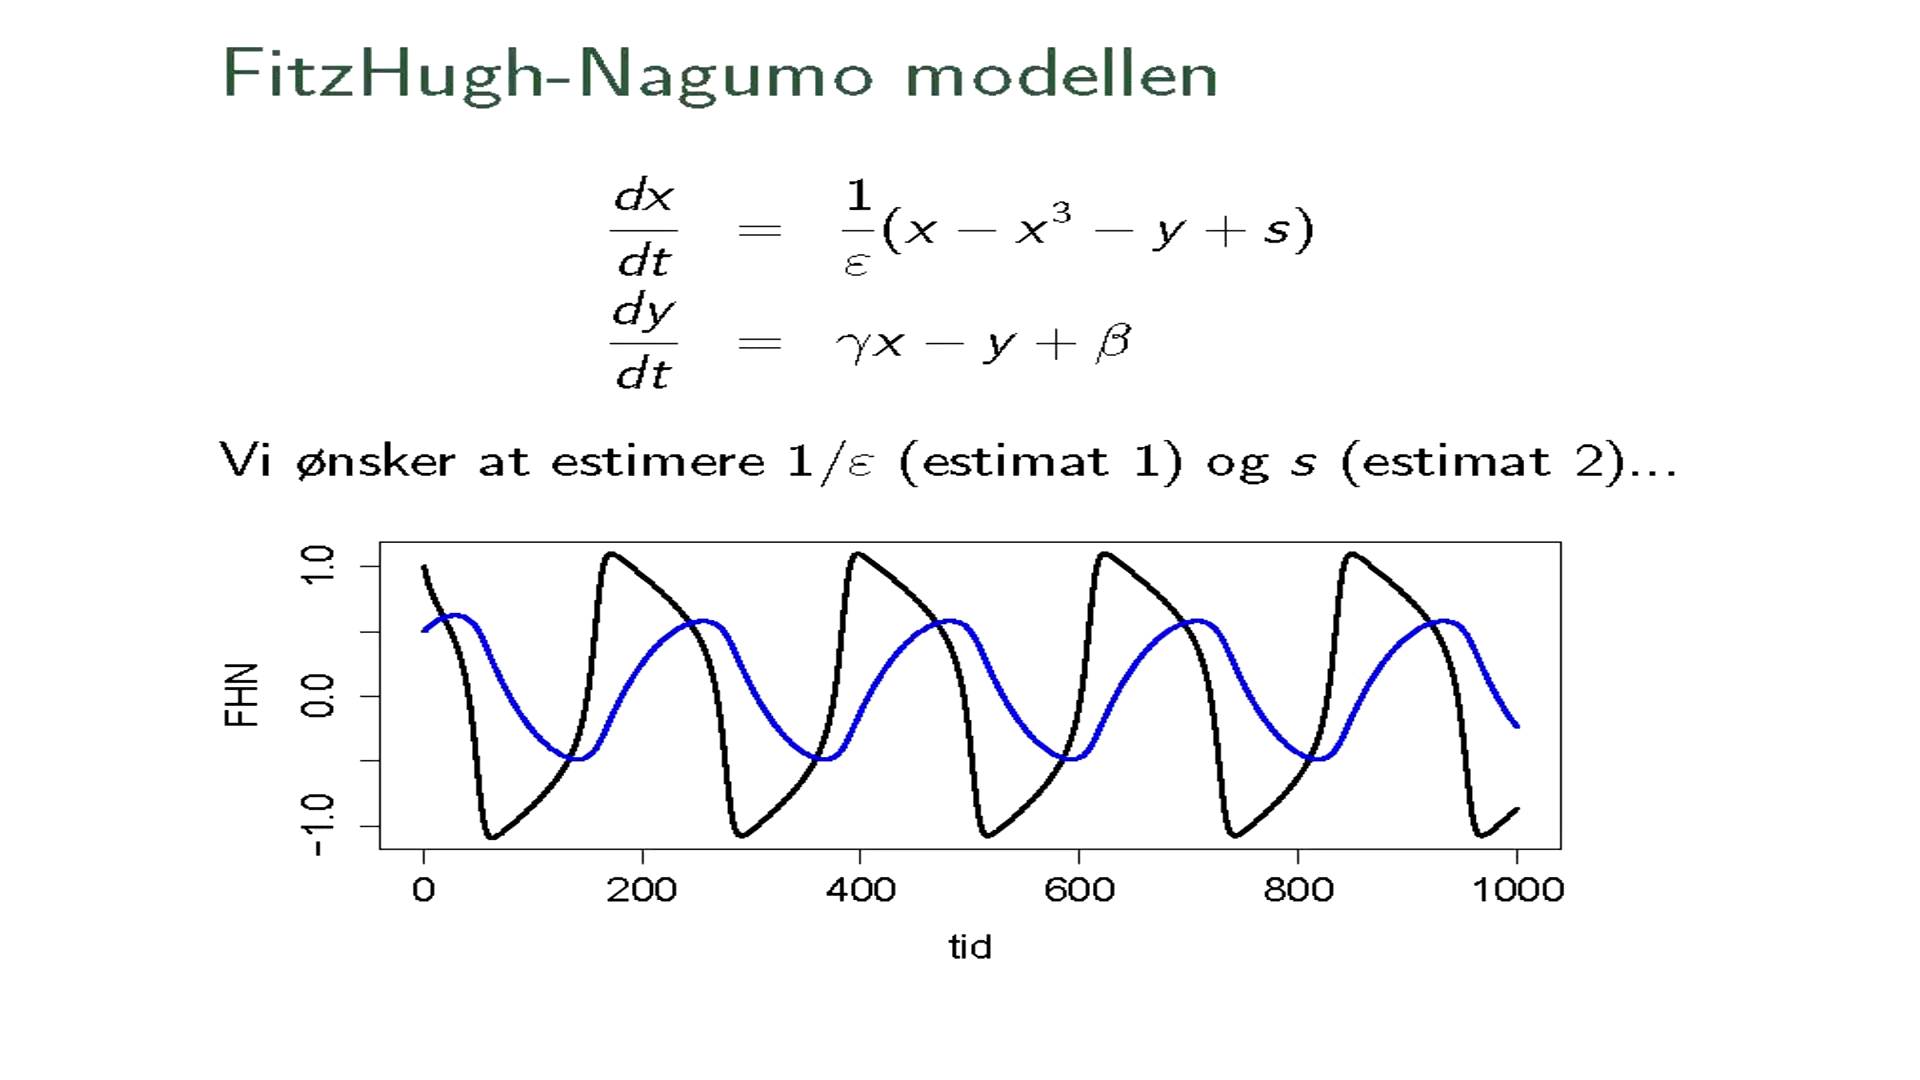 FitzHugh-Nagumo modellen
dx/dt = 1/ε(x − x³ − y + s)
dy/dt = γx − y + β
Vi ønsker at estimere 1/ε (estimat 1) og s (estimat 2)...
FHN
1.0
0.0
−1.0
0 200 400 600 800 1000
tid